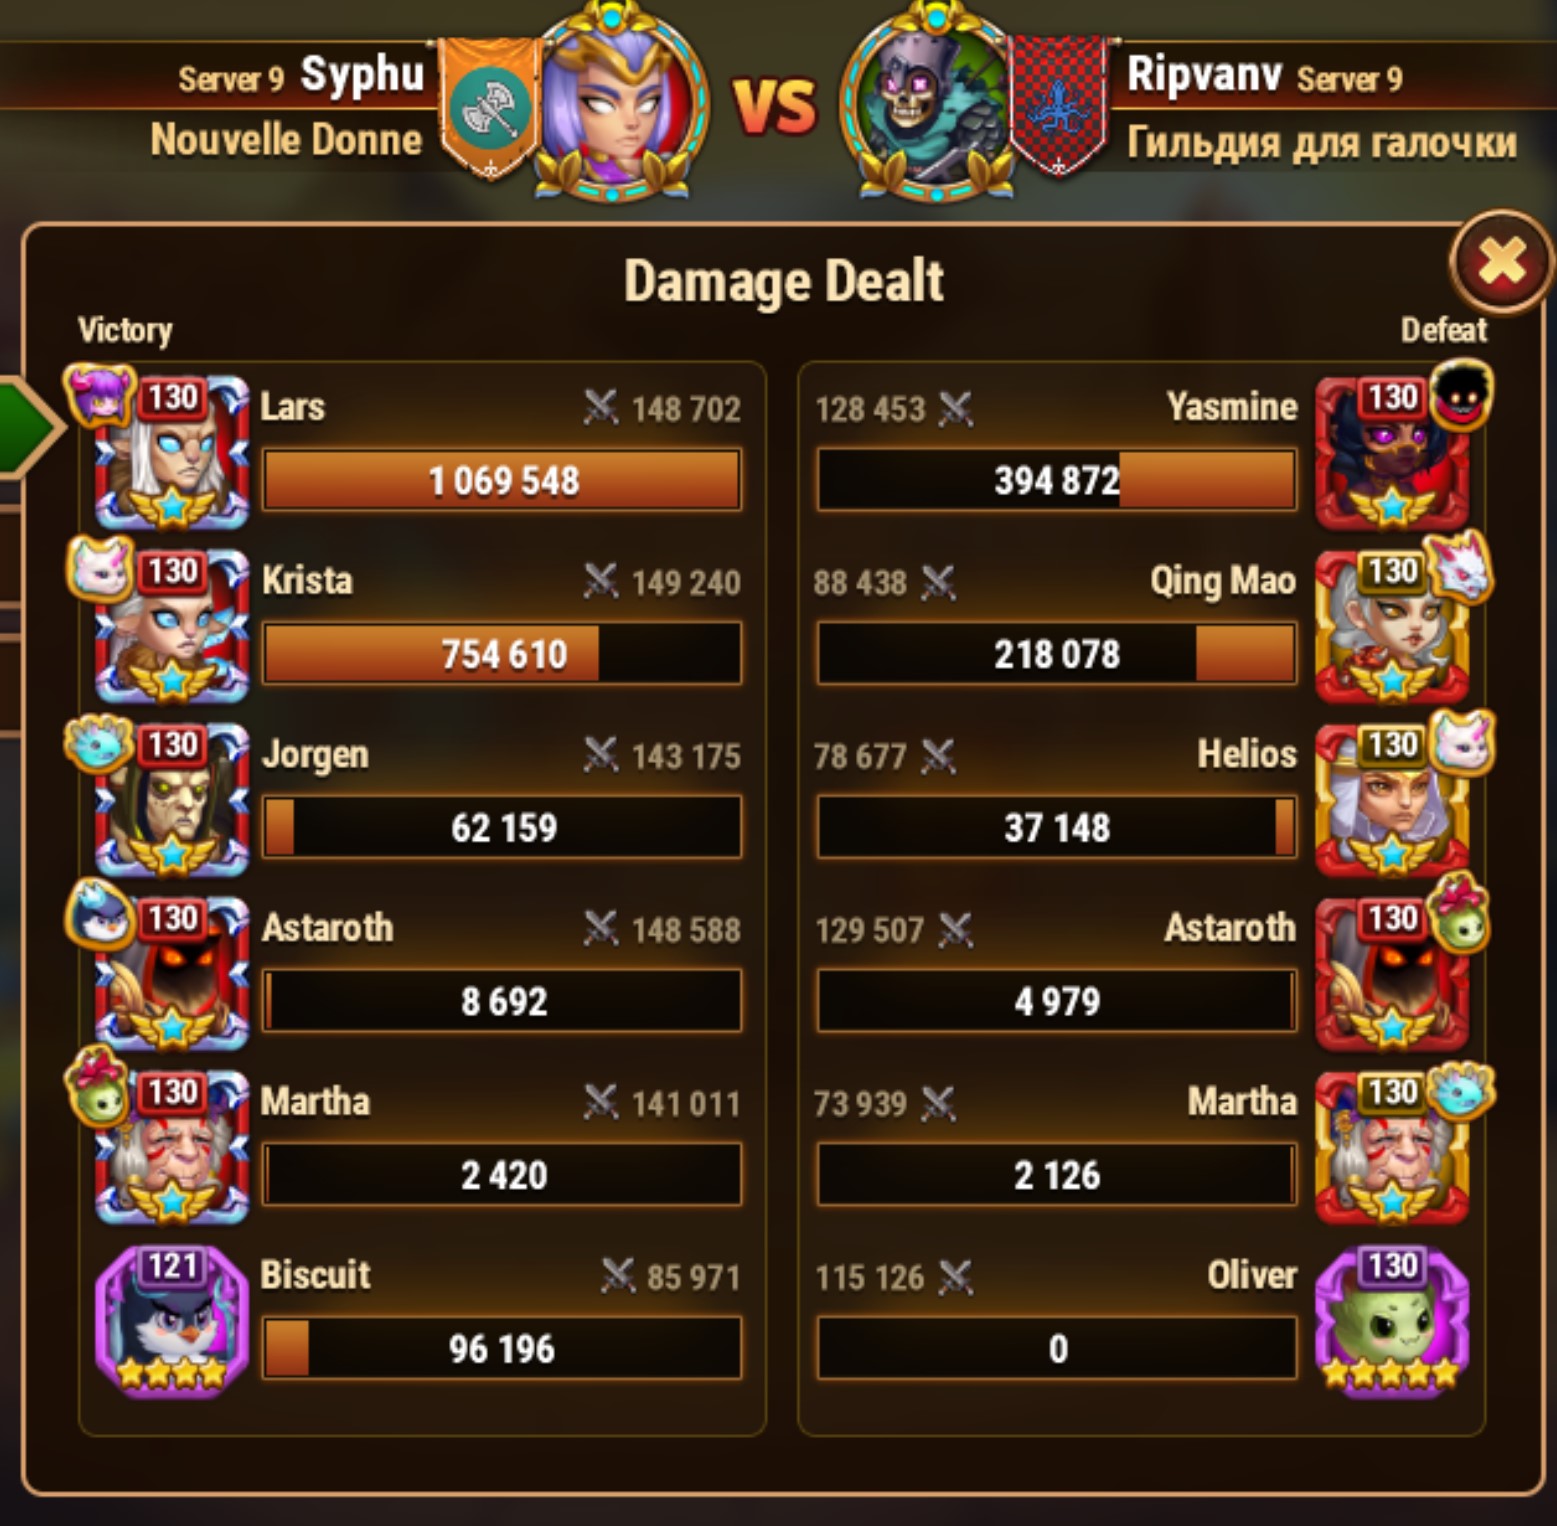 Server 9 Syphu
Nouvelle Donne
VS
Ripvanv Server 9
Гильдия для галочки
Damage Dealt
Victory
Defeat
130 Lars 148 702
1 069 548
128 453 Yasmine 130
394 872
130 Krista 149 240
754 610
88 438 Qing Mao 130
218 078
130 Jorgen 143 175
62 159
78 677 Helios 130
37 148
130 Astaroth 148 588
8 692
129 507 Astaroth 130
4 979
130 Martha 141 011
2 420
73 939 Martha 130
2 126
121 Biscuit 85 971
96 196
115 126 Oliver 130
0